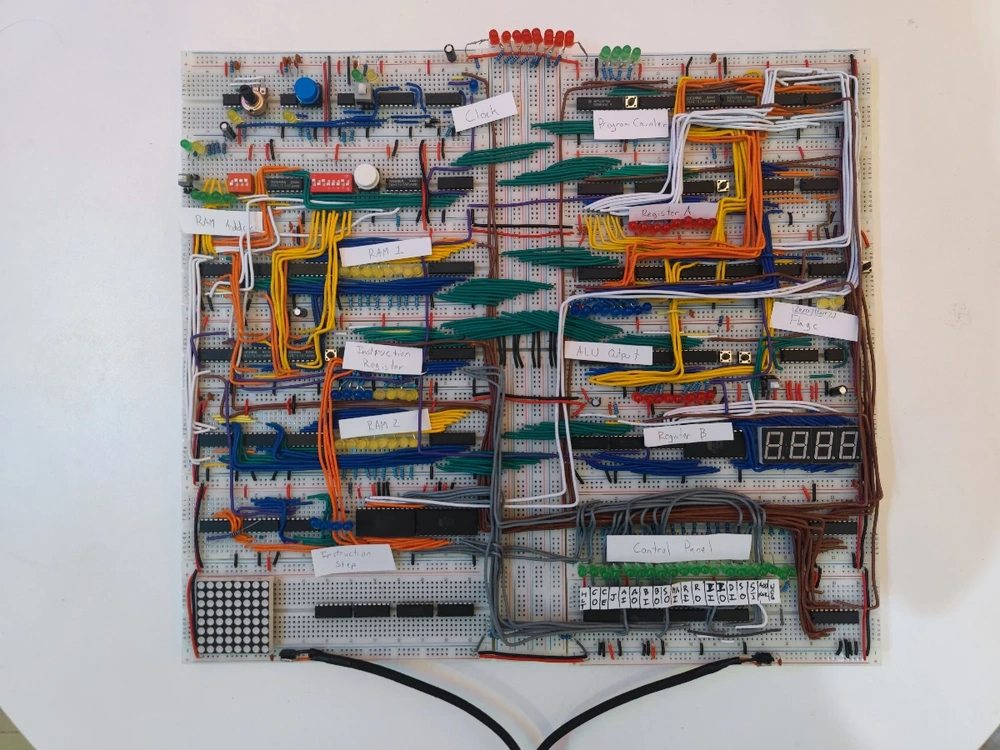 Clock
Program Counter
RAM Addr
Register A
RAM 1
Flags
Instruction
Register
ALU Output
RAM 2
Register B
Instruction
Step
Control Panel